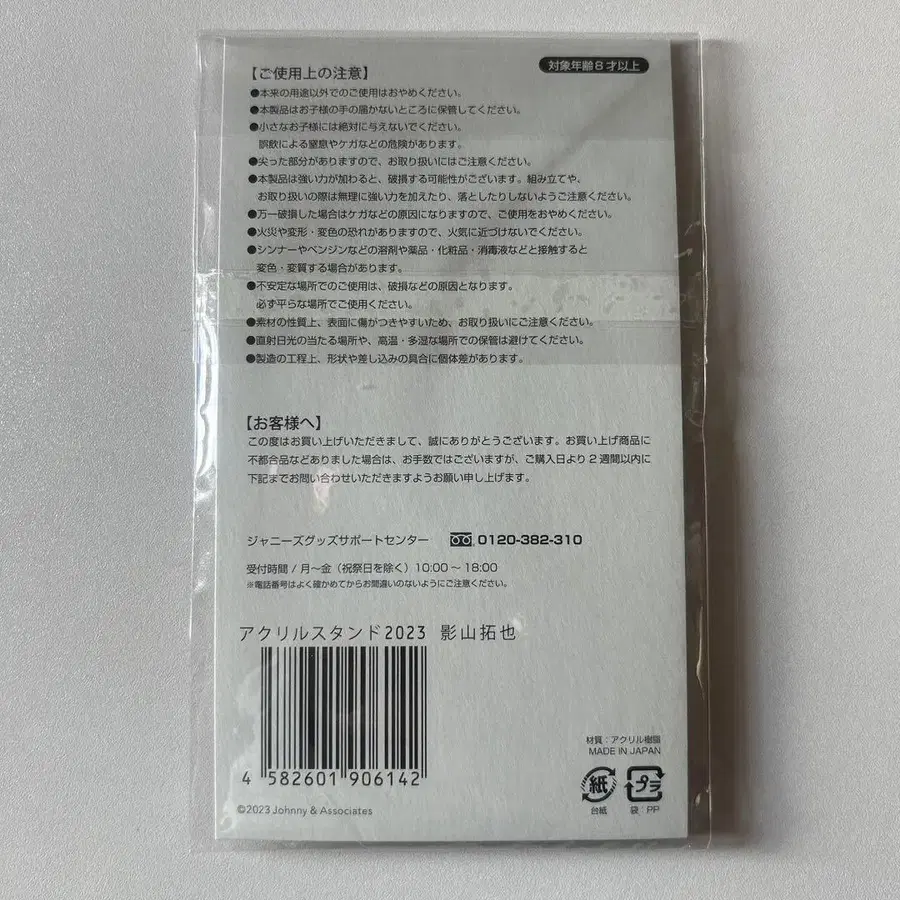 【ご使用上の注意】
対象年齢8才以上
●本来の用途以外でのご使用はおやめください。
●本製品はお子様の手の届かないところに保管してください。
●小さなお子様には絶対に与えないでください。
誤飲による窒息やケガなどの危険があります。
●尖った部分がありますので、お取り扱いにはご注意ください。
●本製品は強い力が加わると、破損する可能性がございます。組み立てや、
お取り扱いの際は無理に強い力を加えたり、落としたりしないようご注意ください。
●万一破損した場合はケガなどの原因になりますので、ご使用をおやめください。
●火災や変形・変色の恐れがありますので、火気に近づけないでください。
●シンナーやベンジンなどの溶剤や薬品・化粧品・消毒液などと接触すると
変色・変質する場合があります。
●不安定な場所でのご使用は、破損などの原因となります。
必ず平らな場所でご使用ください。
●素材の性質上、表面に傷がつきやすいため、お取り扱いにご注意ください。
●直射日光の当たる場所や、高温・多湿な場所での保管は避けてください。
●製造の工程上、形状や差し込みの具合に個体差があります。
【お客様へ】
この度はお買い上げいただきまして、誠にありがとうございます。お買い上げ商品に
不都合品などありました場合は、お手数ではございますが、ご購入日より2週間以内に
下記までお問い合わせいただきますようお願い申し上げます。
ジャニーズグッズサポートセンター 0120-382-310
受付時間 / 月〜金（祝祭日を除く）10:00〜18:00
※電話番号はよく確かめてからお間違いのないようにご注意ください。
アクリルスタンド2023 影山拓也
4 582601 906142
©2023 Johnny & Associates
材質：アクリル樹脂
MADE IN JAPAN
紙
プラ
台紙
袋：PP